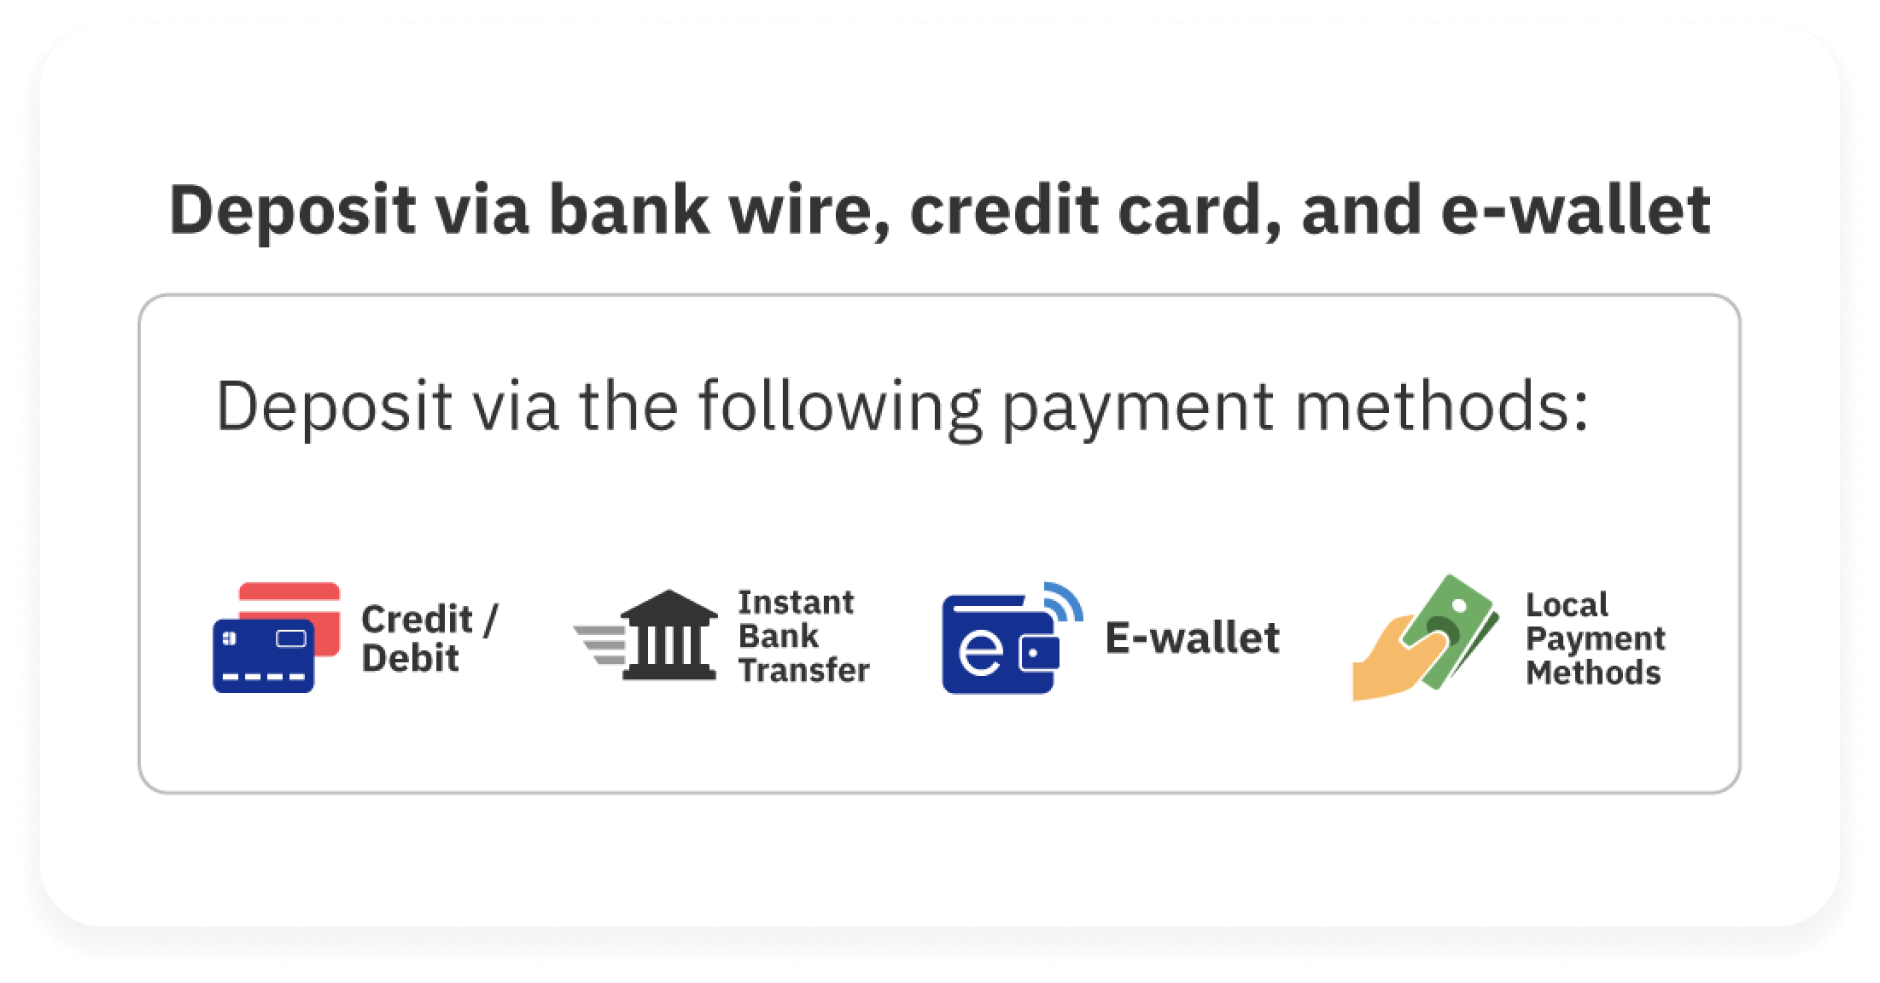 Deposit via bank wire, credit card, and e-wallet
Deposit via the following payment methods:
Credit /
Debit
Instant
Bank
Transfer
e
E-wallet
Local
Payment
Methods